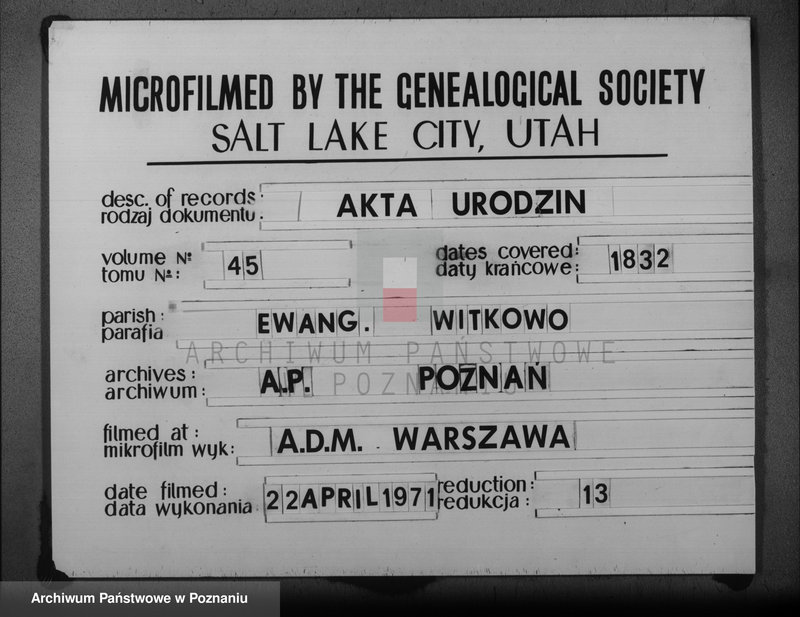 MICROFILMED BY THE GENEALOGICAL SOCIETY
SALT LAKE CITY, UTAH
desc. of records:
rodzaj dokumentu:
AKTA URODZIN
volume №
tomu №:
45
dates covered:
daty krańcowe:
1832
parish:
parafia
EWANG. WITKOWO
ARCHIWUM PAŃSTWOWE
W POZNANIU
archives:
archiwum:
A.P. POZNAŃ
filmed at:
mikrofilm wyk:
A.D.M. WARSZAWA
date filmed:
data wykonania
22APRIL1971
reduction:
redukcja:
13
Archiwum Państwowe w Poznaniu